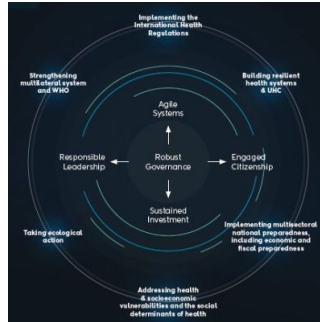 Implementing the
International Health
Regulations
Strengthening
multilateral system
and WHO
Building resilient
health systems
& UHC
Agile
Systems
Responsible
Leadership
Robust
Governance
Engaged
Citizenship
Sustained
Investment
Taking ecological
action
Implementing multisectoral
national preparedness,
including economic and
fiscal preparedness
Addressing health
& socioeconomic
vulnerabilities and the social
determinants of health